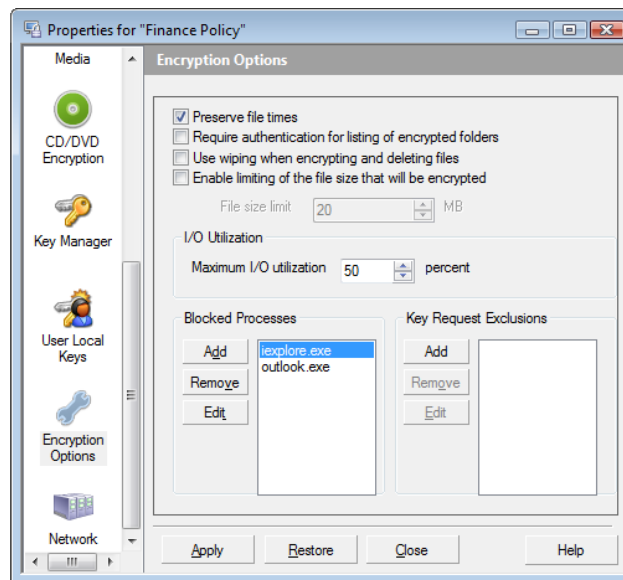 Properties for "Finance Policy"
Media
CD/DVD
Encryption
Key Manager
User Local
Keys
Encryption
Options
Network
Encryption Options
Preserve file times
Require authentication for listing of encrypted folders
Use wiping when encrypting and deleting files
Enable limiting of the file size that will be encrypted
File size limit 20 MB
I/O Utilization
Maximum I/O utilization 50 percent
Blocked Processes
Add
Remove
Edit
iexplore.exe
outlook.exe
Key Request Exclusions
Add
Remove
Edit
Apply Restore Close Help